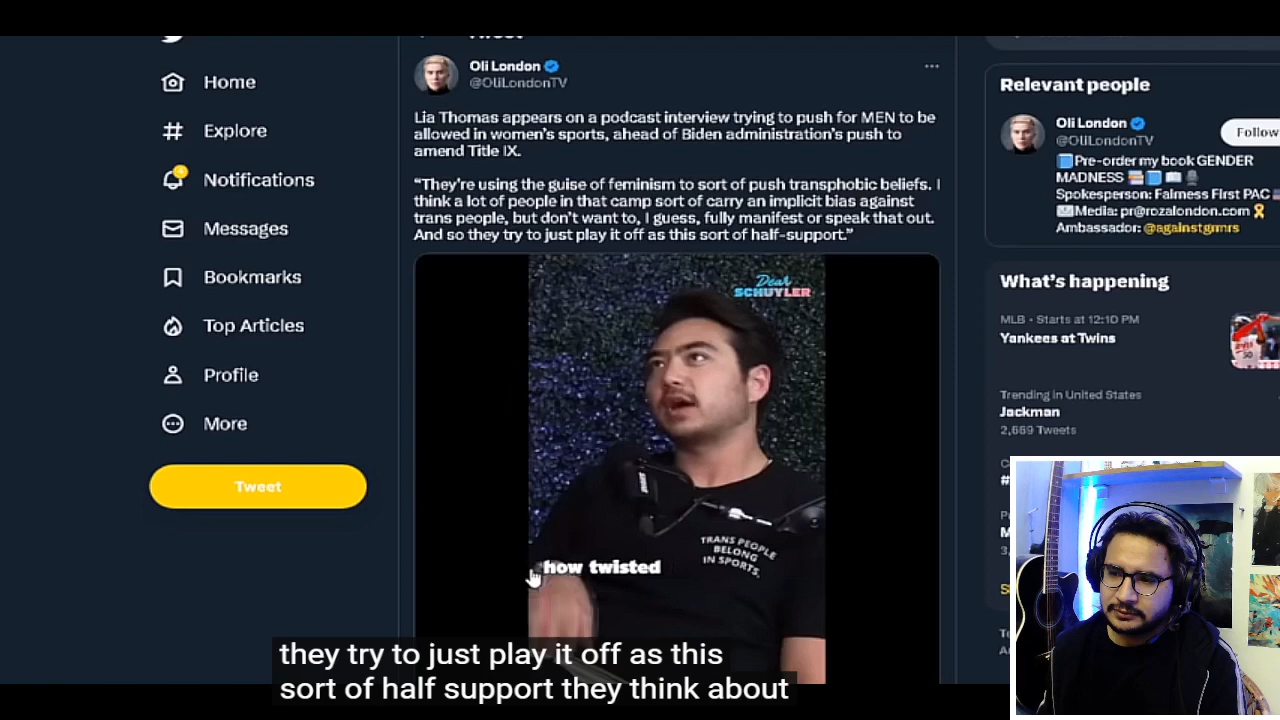 Home
Explore
Notifications
Messages
Bookmarks
Top Articles
Profile
More
Tweet
Tweet
Oli London
@OliLondonTV
Lia Thomas appears on a podcast interview trying to push for MEN to be
allowed in women's sports, ahead of Biden administration's push to
amend Title IX.
“They're using the guise of feminism to sort of push transphobic beliefs. I
think a lot of people in that camp sort of carry an implicit bias against
trans people, but don't want to, I guess, fully manifest or speak that out.
And so they try to just play it off as this sort of half-support.”
Dear
SCHUYLER
TRANS PEOPLE
BELONG
IN SPORTS.
how twisted
they try to just play it off as this
sort of half support they think about
Relevant people
Oli London
@OliLondonTV
Follow
Pre-order my book GENDER
MADNESS
Spokesperson: Fairness First PAC
Media: pr@rozalondon.com
Ambassador: @againstgrmrs
What's happening
MLB • Starts at 12:10 PM
Yankees at Twins
Trending in United States
Jackman
2,669 Tweets